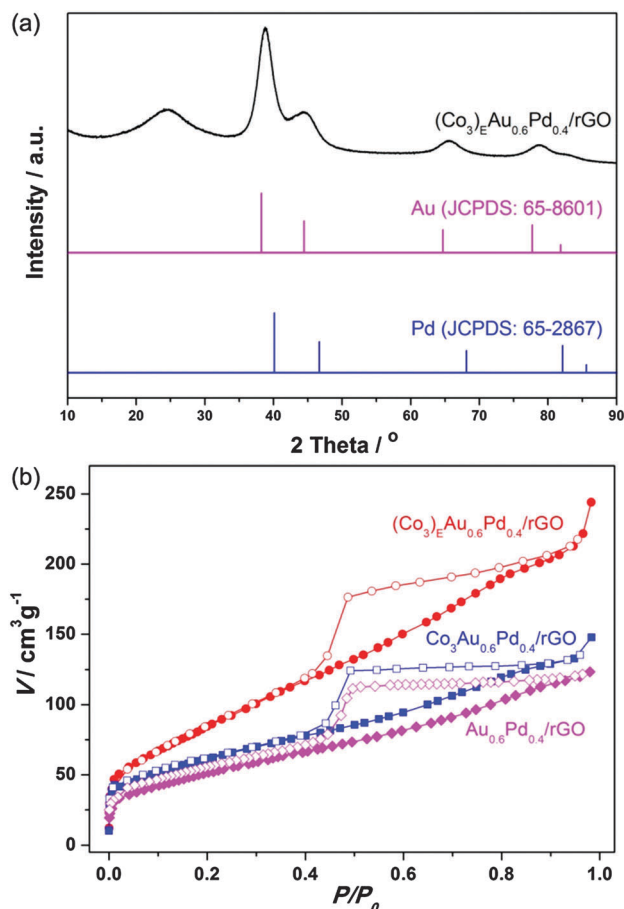 (a)
(Co₃)ᴇAu₀.₆Pd₀.₄/rGO
Au (JCPDS: 65-8601)
Pd (JCPDS: 65-2867)
Intensity / a.u.
10 20 30 40 50 60 70 80 90
2 Theta / °
(b)
250
200
150
100
50
0
V / cm³g⁻¹
(Co₃)ᴇAu₀.₆Pd₀.₄/rGO
Co₃Au₀.₆Pd₀.₄/rGO
Au₀.₆Pd₀.₄/rGO
0.0 0.2 0.4 0.6 0.8 1.0
P/P₀